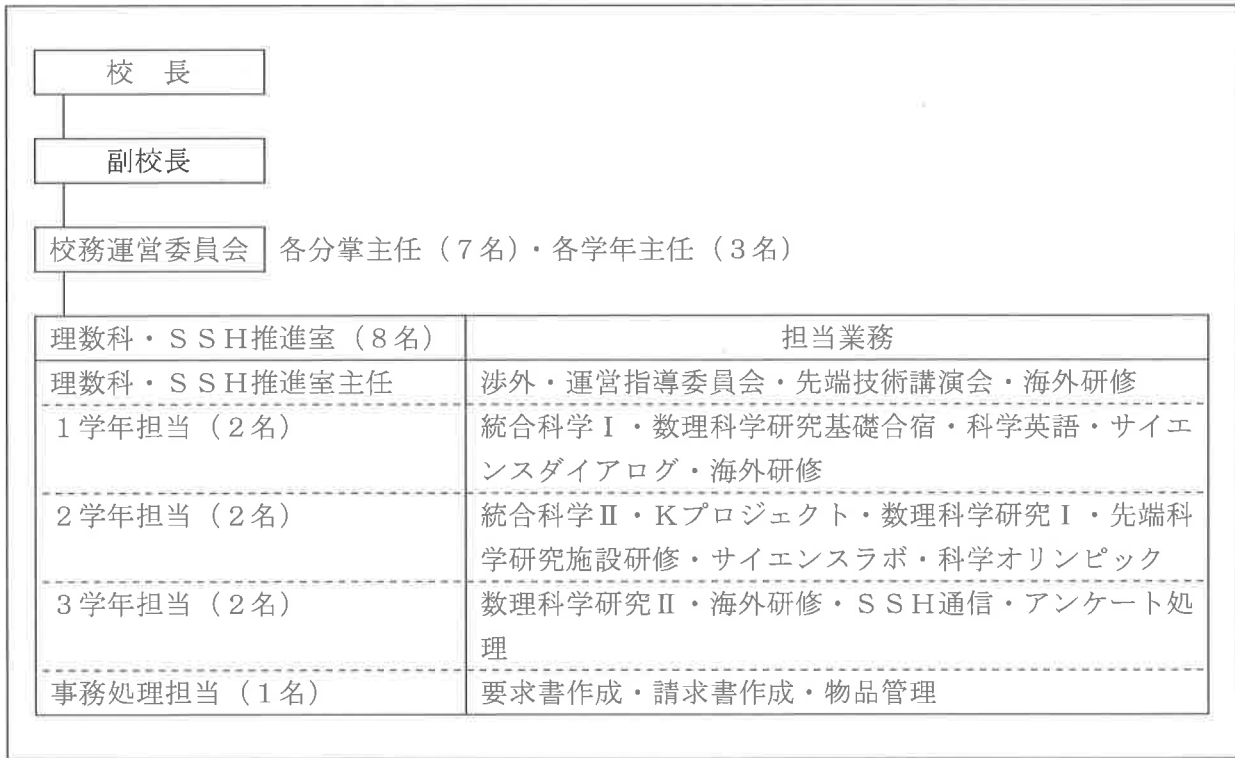 校　長
副校長
校務運営委員会 各分掌主任（７名）・各学年主任（３名）
理数科・ＳＳＨ推進室（８名） 担当業務
理数科・ＳＳＨ推進室主任 渉外・運営指導委員会・先端技術講演会・海外研修
１学年担当（２名） 統合科学Ⅰ・数理科学研究基礎合宿・科学英語・サイエ
ンスダイアログ・海外研修
２学年担当（２名） 統合科学Ⅱ・Ｋプロジェクト・数理科学研究Ⅰ・先端科
学研究施設研修・サイエンスラボ・科学オリンピック
３学年担当（２名） 数理科学研究Ⅱ・海外研修・ＳＳＨ通信・アンケート処
理
事務処理担当（１名） 要求書作成・請求書作成・物品管理